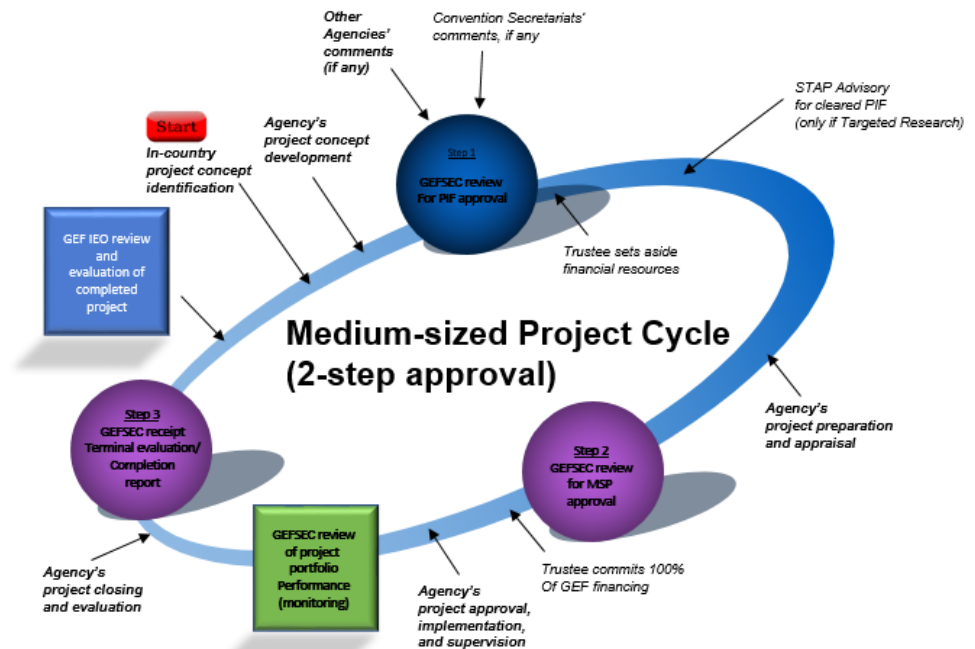 Other
Agencies'
comments
(if any)
Convention Secretariats'
comments, if any
STAP Advisory
for cleared PIF
(only if Targeted Research)
Start
In-country
project concept
identification
Agency's
project concept
development
Step 1
GEFSEC review
For PIF approval
Trustee sets aside
financial resources
GEF IEO review
and
evaluation of
completed
project
Medium-sized Project Cycle
(2-step approval)
Agency's
project preparation
and appraisal
Step 3
GEFSEC receipt
Terminal evaluation/
Completion
report
Step 2
GEFSEC review
for MSP
approval
GEFSEC review
of project
portfolio
Performance
(monitoring)
Trustee commits 100%
Of GEF financing
Agency's
project closing
and evaluation
Agency's
project approval,
implementation,
and supervision